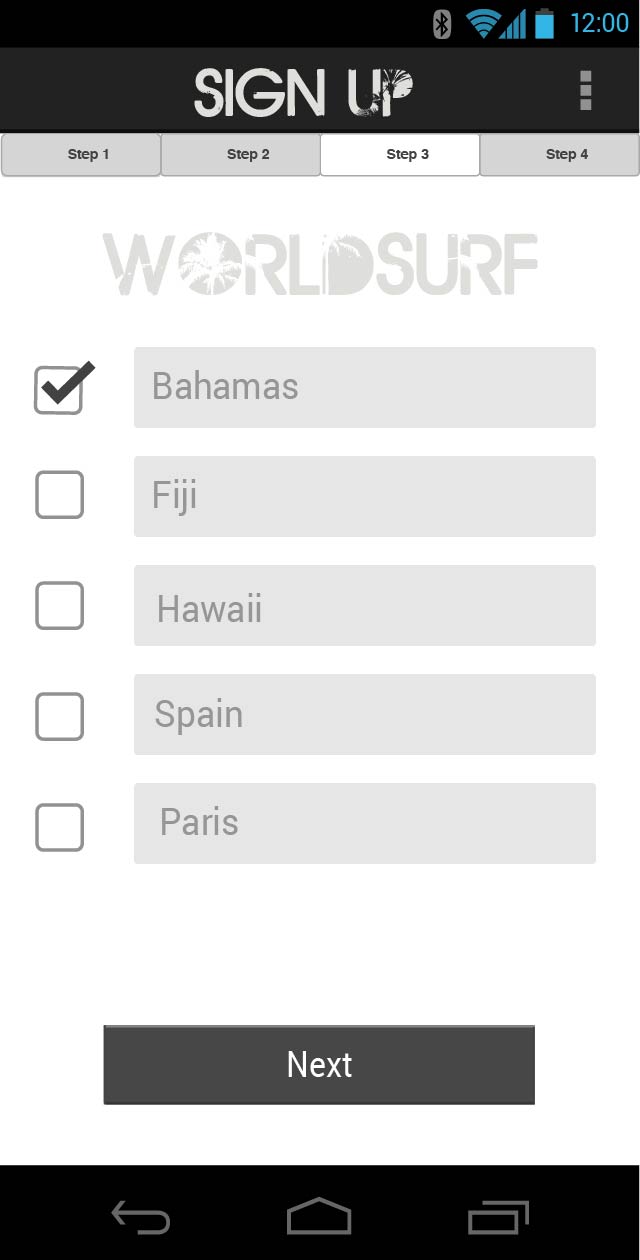 12:00
SIGN UP
Step 1 Step 2 Step 3 Step 4
WORLDSURF
Bahamas
Fiji
Hawaii
Spain
Paris
Next